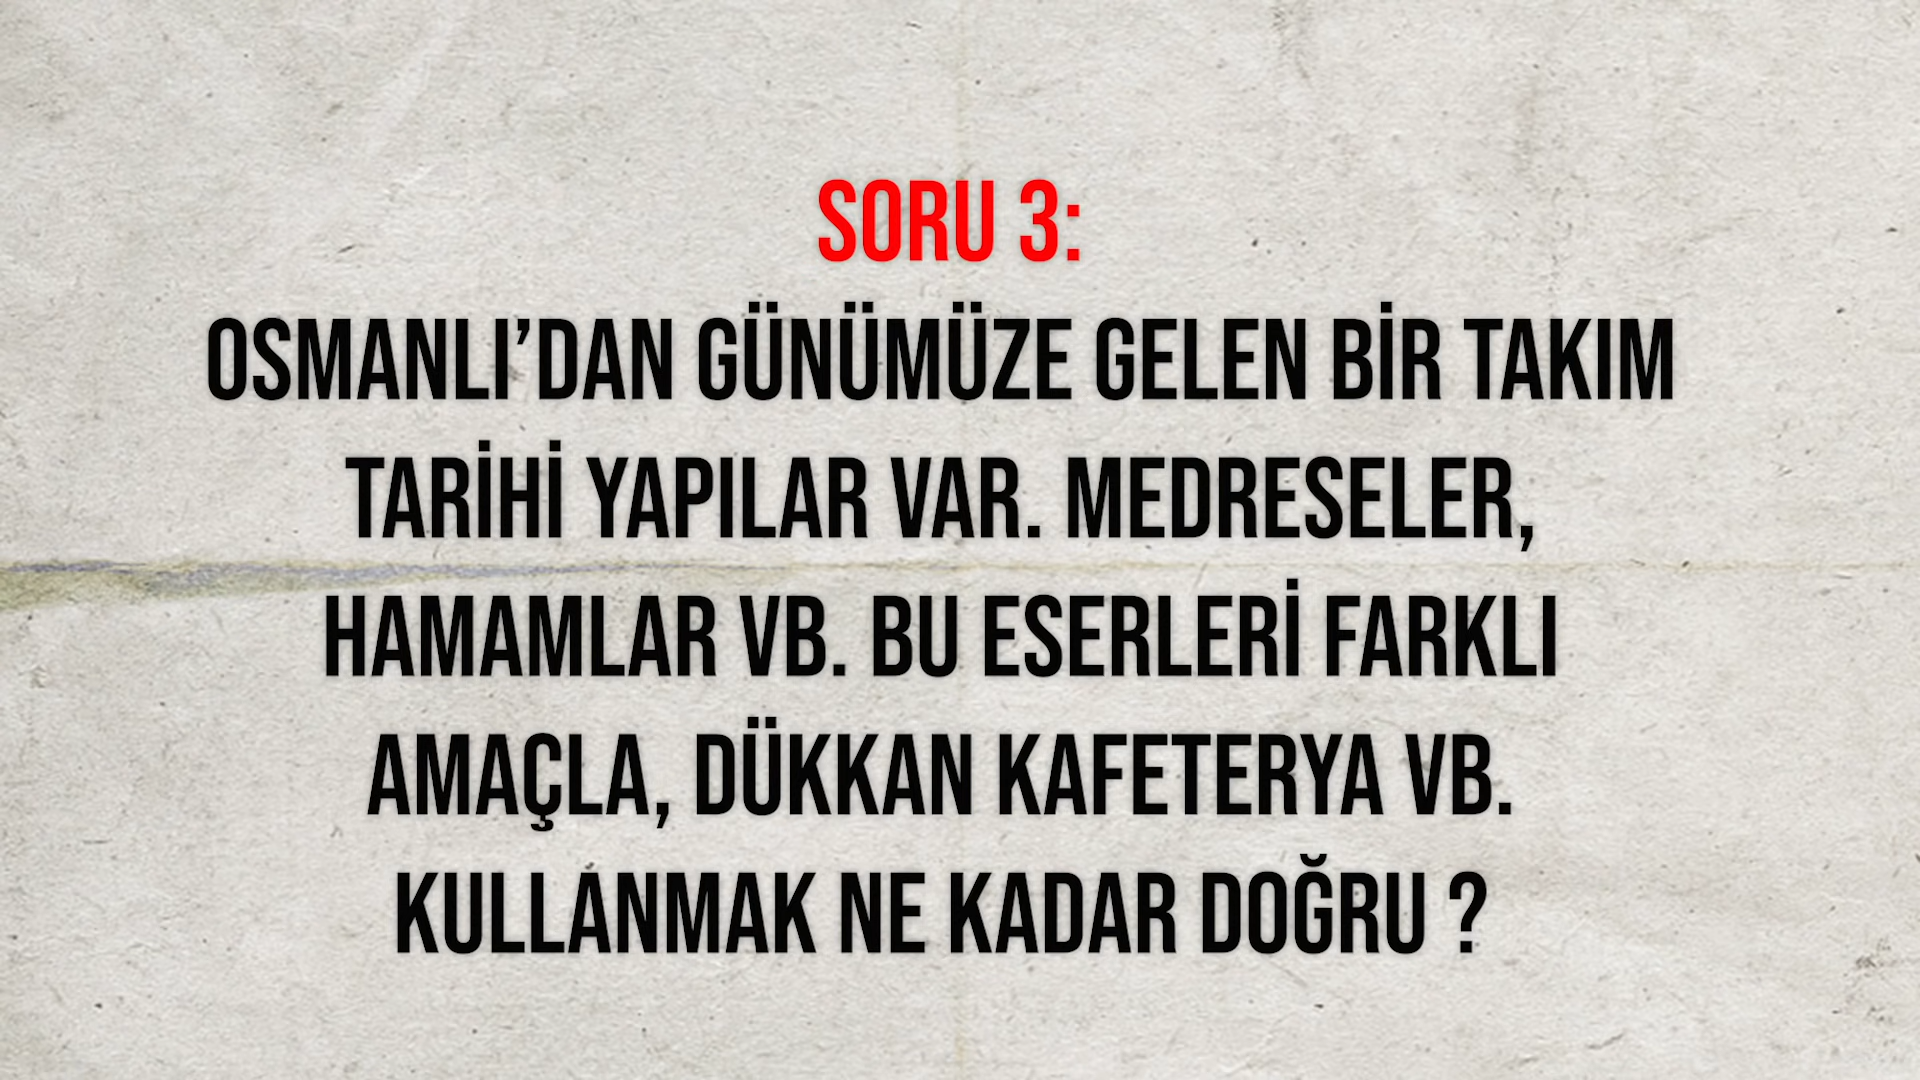 SORU 3:
OSMANLI’DAN GÜNÜMÜZE GELEN BİR TAKIM
TARİHİ YAPILAR VAR. MEDRESELER,
HAMAMLAR VB. BU ESERLERİ FARKLI
AMAÇLA, DÜKKAN KAFETERYA VB.
KULLANMAK NE KADAR DOĞRU ?